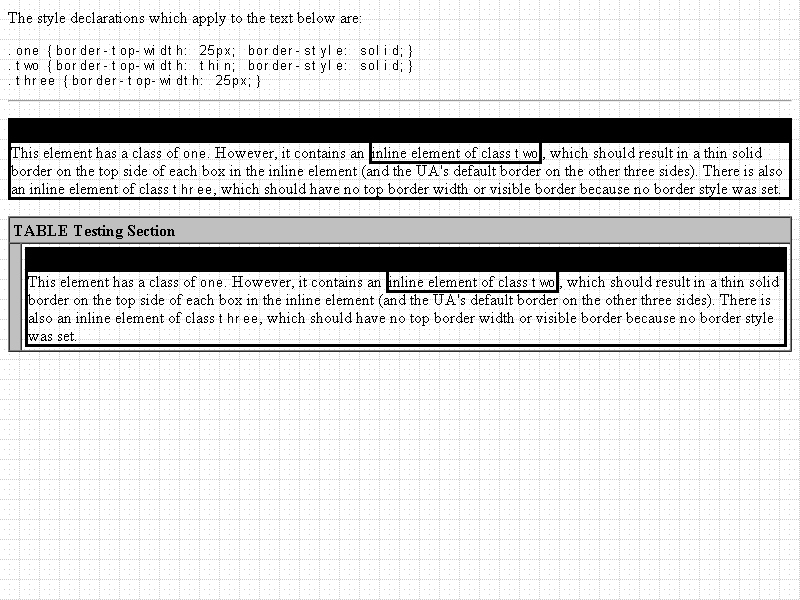 The style declarations which apply to the text below are:
.one {border-top-width: 25px; border-style: solid;}
.two {border-top-width: thin; border-style: solid;}
.three {border-top-width: 25px;}
This element has a class of one. However, it contains an inline element of class two, which should result in a thin solid
border on the top side of each box in the inline element (and the UA's default border on the other three sides). There is also
an inline element of class three, which should have no top border width or visible border because no border style was set.
TABLE Testing Section
This element has a class of one. However, it contains an inline element of class two, which should result in a thin solid
border on the top side of each box in the inline element (and the UA's default border on the other three sides). There is
also an inline element of class three, which should have no top border width or visible border because no border style
was set.